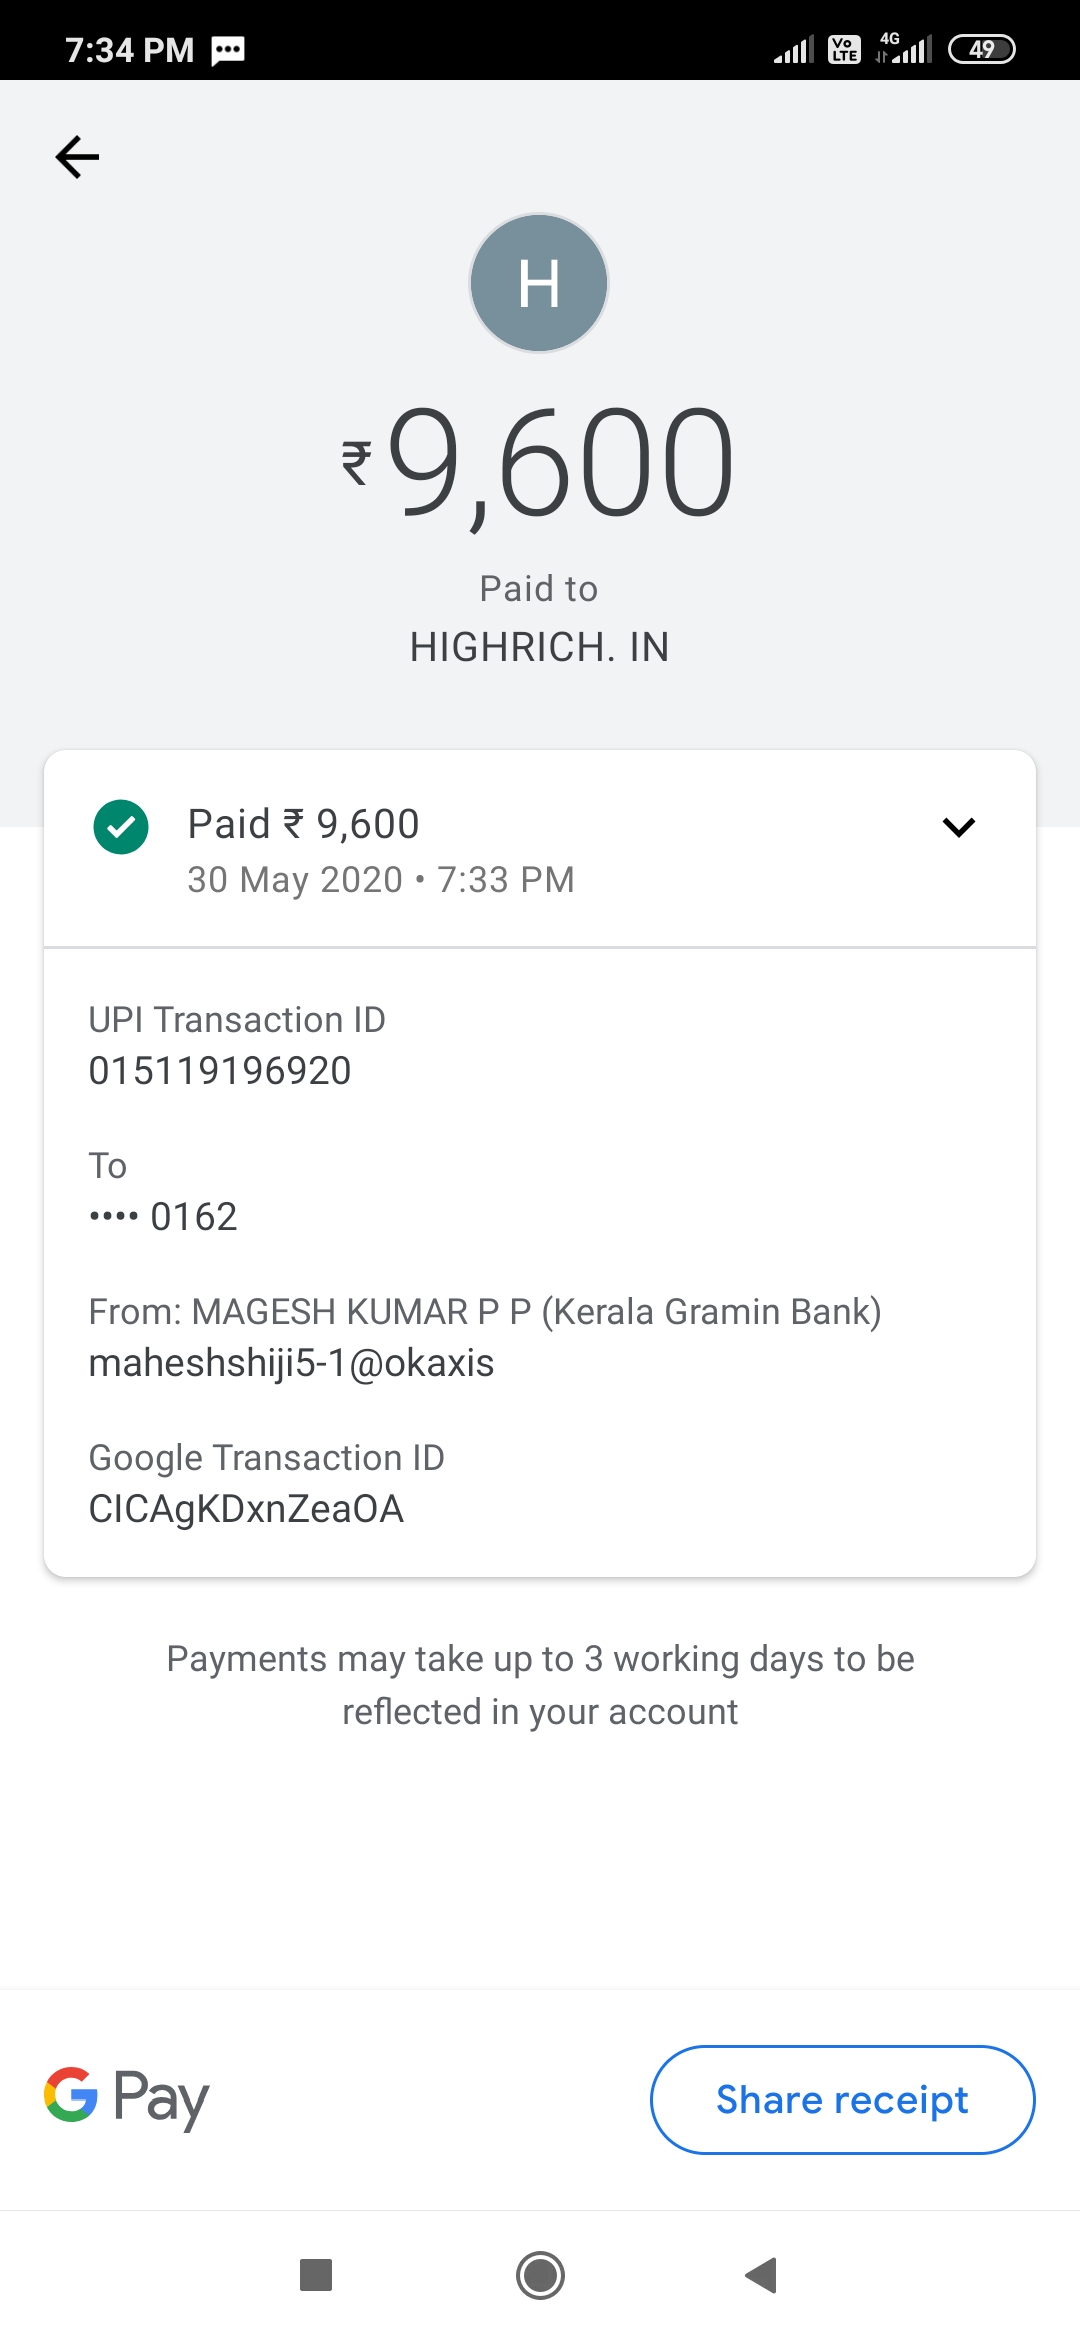 7:34 PM
Vo LTE 4G 49
H
₹9,600
Paid to
HIGHRICH. IN
Paid ₹ 9,600
30 May 2020 • 7:33 PM
UPI Transaction ID
015119196920
To
•••• 0162
From: MAGESH KUMAR P P (Kerala Gramin Bank)
maheshshiji5-1@okaxis
Google Transaction ID
CICAgKDxnZeaOA
Payments may take up to 3 working days to be
reflected in your account
G Pay
Share receipt